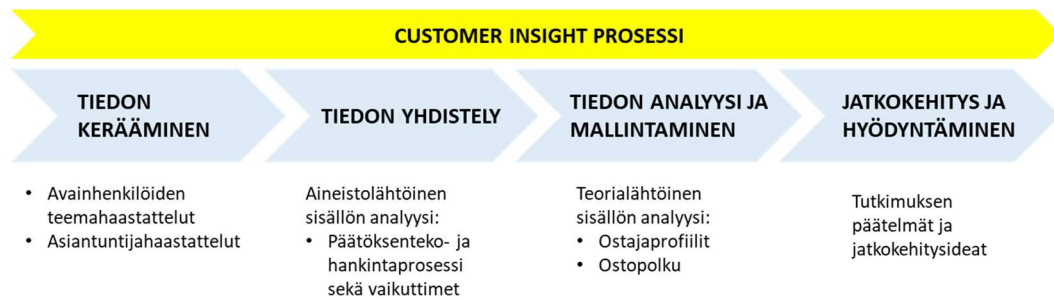 CUSTOMER INSIGHT PROSESSI
TIEDON
KERÄÄMINEN
TIEDON YHDISTELY
TIEDON ANALYYSI JA
MALLINTAMINEN
JATKOKEHITYS JA
HYÖDYNTÄMINEN
• Avainhenkilöiden
teemahaastattelut
• Asiantuntijahaastattelut
Aineistolähtöinen
sisällön analyysi:
• Päätöksenteko- ja
hankintaprosessi
sekä vaikuttimet
Teorialähtöinen
sisällön analyysi:
• Ostajaprofiilit
• Ostopolku
Tutkimuksen
päätelmät ja
jatkokehitysideat